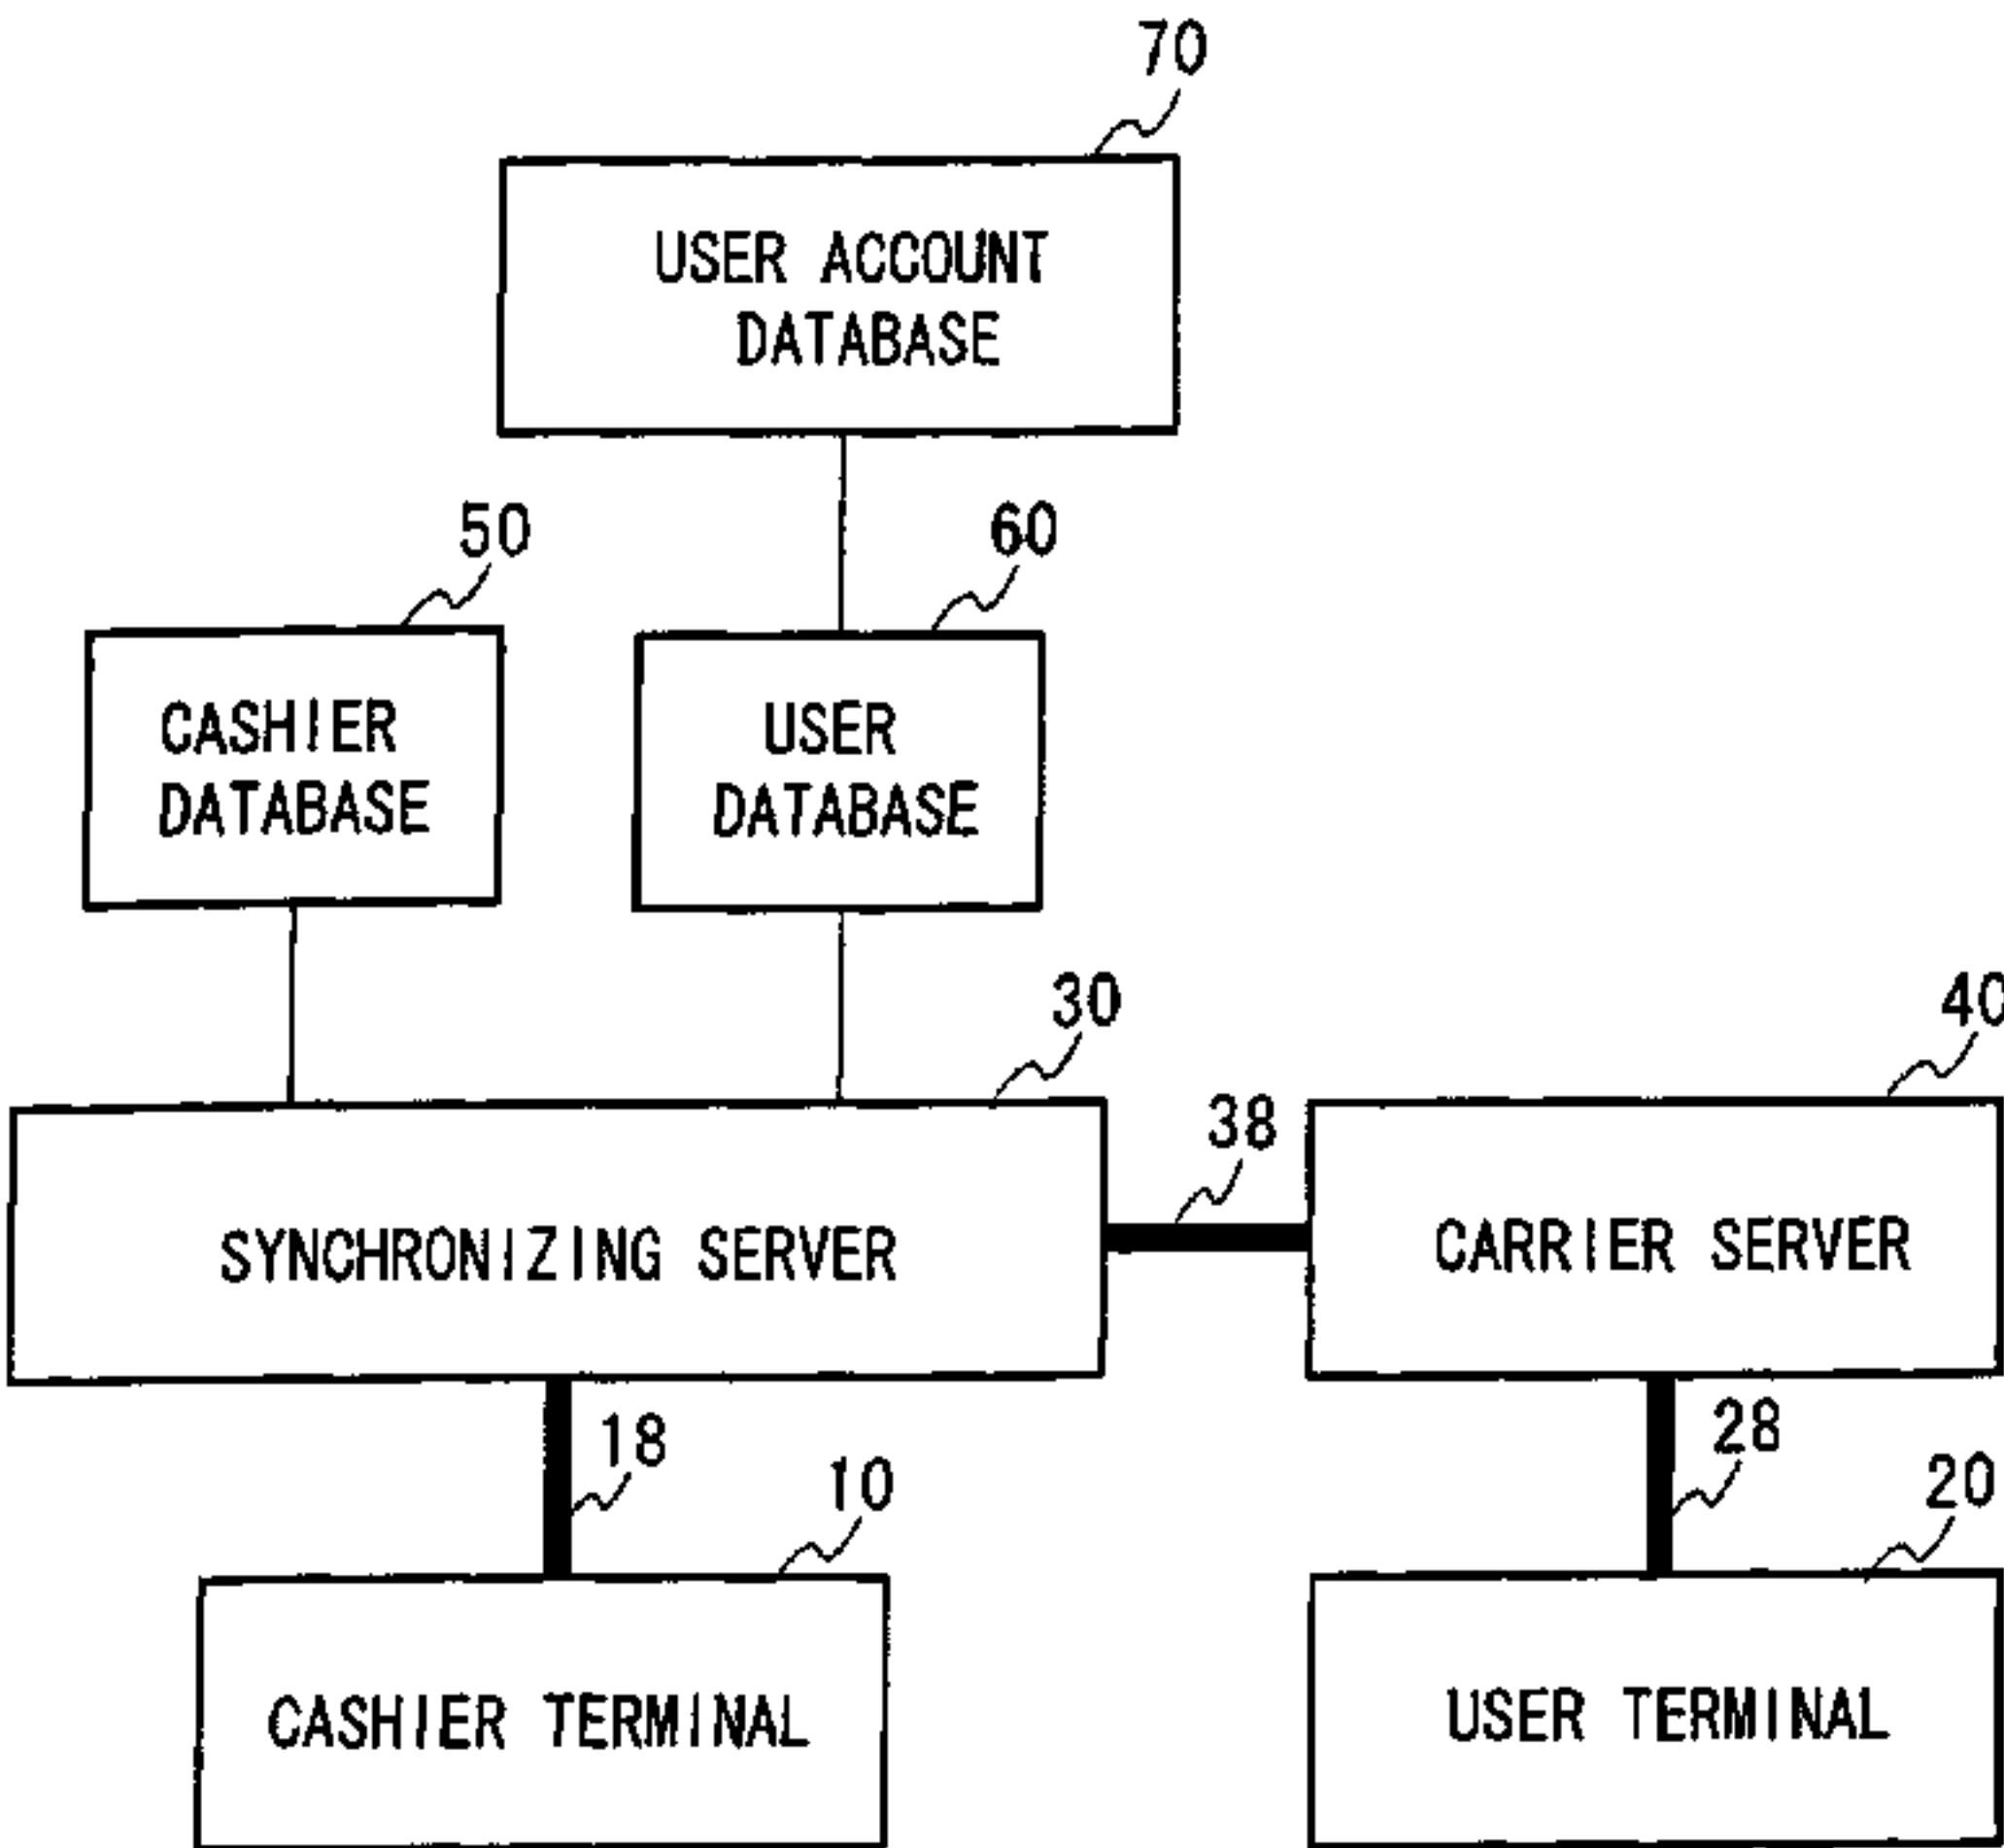 70
USER ACCOUNT
DATABASE
50
60
CASHIER
DATABASE
USER
DATABASE
30
40
38
SYNCHRONIZING SERVER
CARRIER SERVER
18
28
10
20
CASHIER TERMINAL
USER TERMINAL